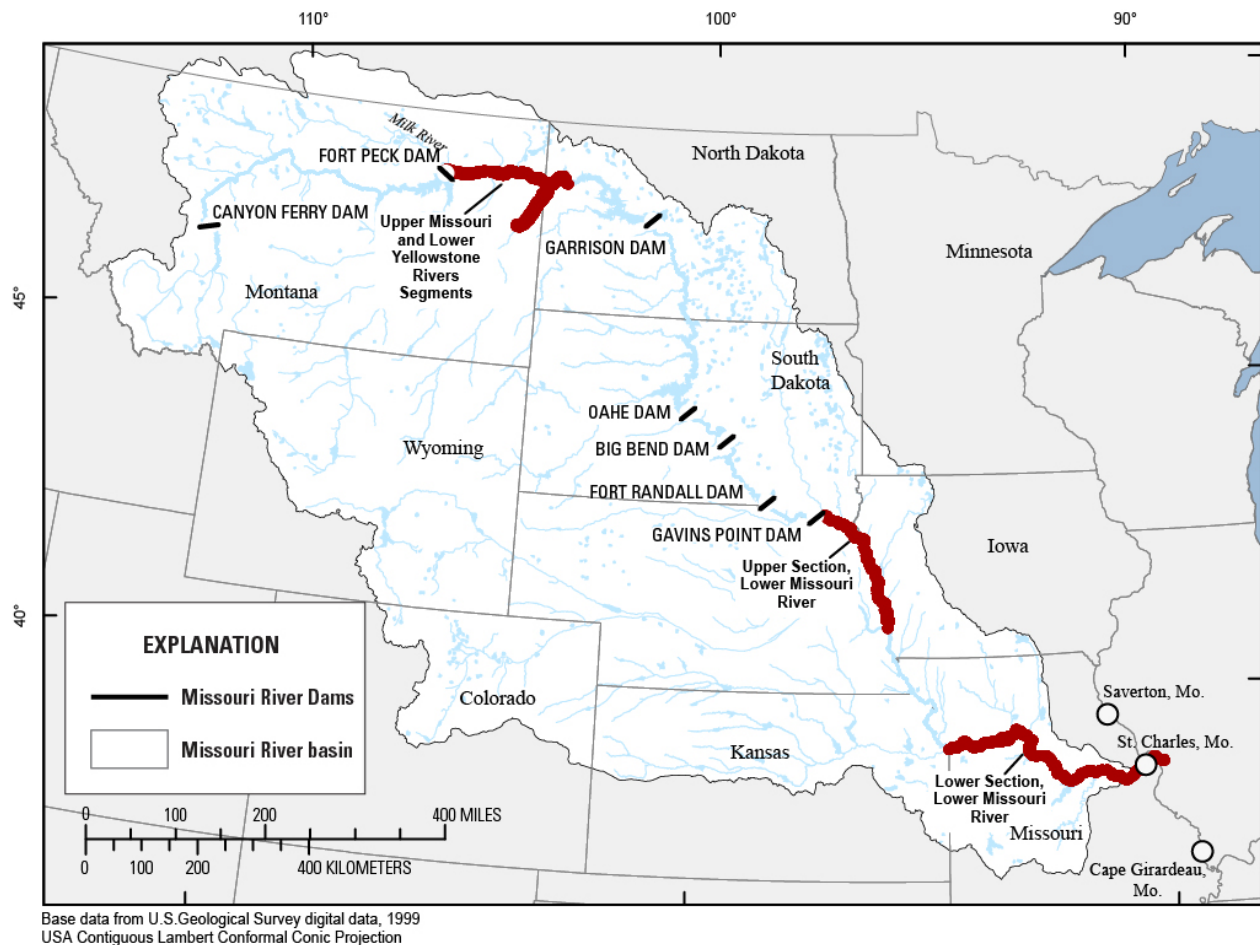 110°
100°
90°
Milk River
FORT PECK DAM
North Dakota
CANYON FERRY DAM
Upper Missouri
and Lower
Yellowstone
Rivers
Segments
GARRISON DAM
Minnesota
Montana
45°
South
Dakota
OAHE DAM
Wyoming
BIG BEND DAM
FORT RANDALL DAM
GAVINS POINT DAM
Iowa
Upper Section,
Lower Missouri
River
40°
EXPLANATION
Missouri River Dams
Missouri River basin
Colorado
Saverton, Mo.
St. Charles, Mo.
Kansas
Lower Section,
Lower Missouri
River
Missouri
0 100 200 400 MILES
0 100 200 400 KILOMETERS
Cape Girardeau,
Mo.
Base data from U.S.Geological Survey digital data, 1999
USA Contiguous Lambert Conformal Conic Projection